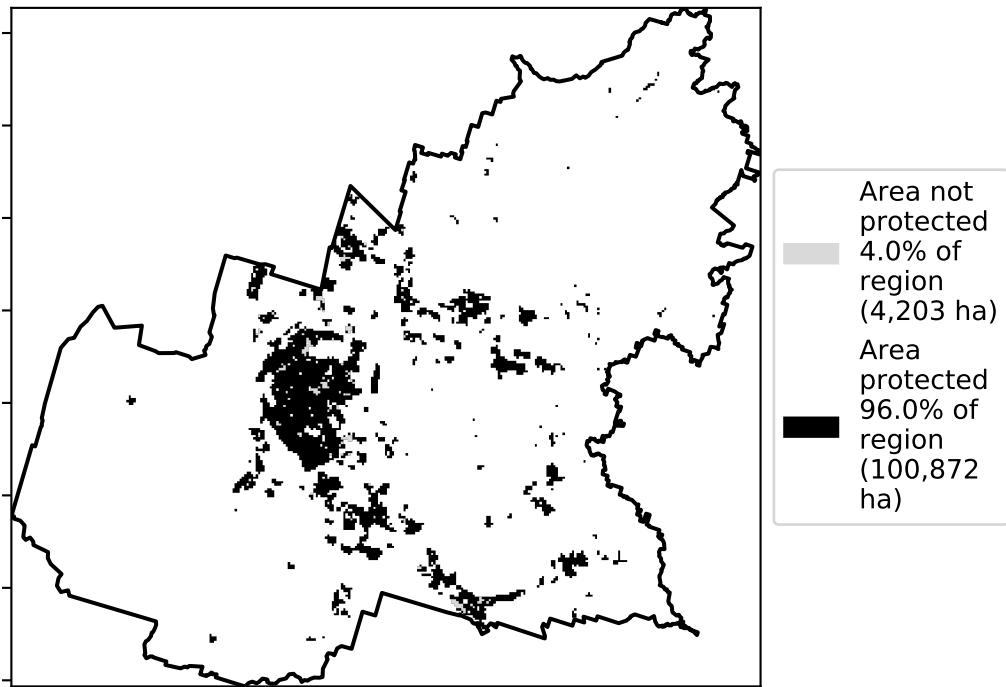 Area not
protected
4.0% of
region
(4,203 ha)
Area
protected
96.0% of
region
(100,872
ha)